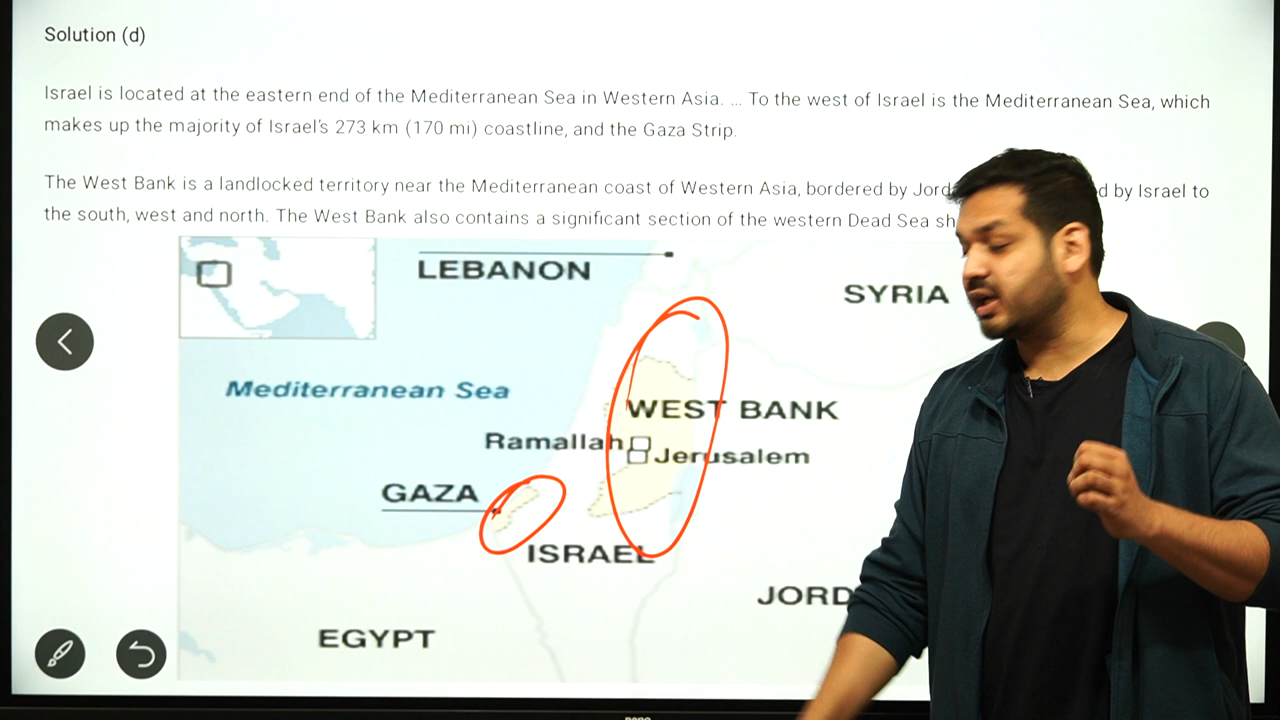 Solution (d)
Israel is located at the eastern end of the Mediterranean Sea in Western Asia. ... To the west of Israel is the Mediterranean Sea, which
makes up the majority of Israel's 273 km (170 mi) coastline, and the Gaza Strip.
The West Bank is a landlocked territory near the Mediterranean coast of Western Asia, bordered by by Israel to
the south, west and north. The West Bank also contains a significant section of the western Dead Sea
LEBANON
SYRIA
Mediterranean Sea
WEST BANK
Ramallah
Jerusalem
GAZA
ISRAEL
JORD
EGYPT